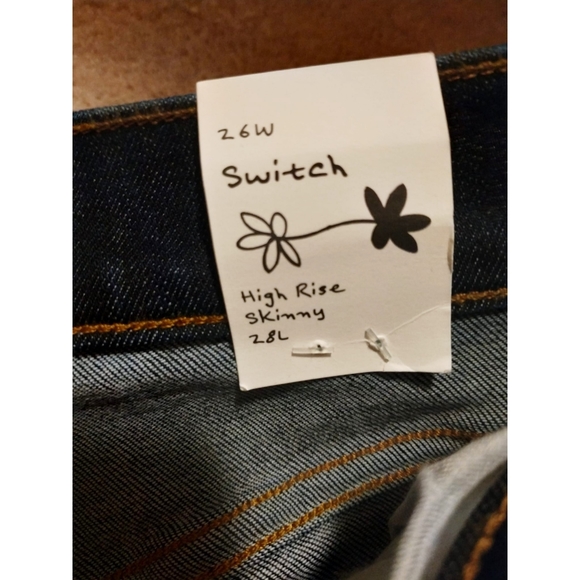 26W
Switch
High Rise
Skinny
28L